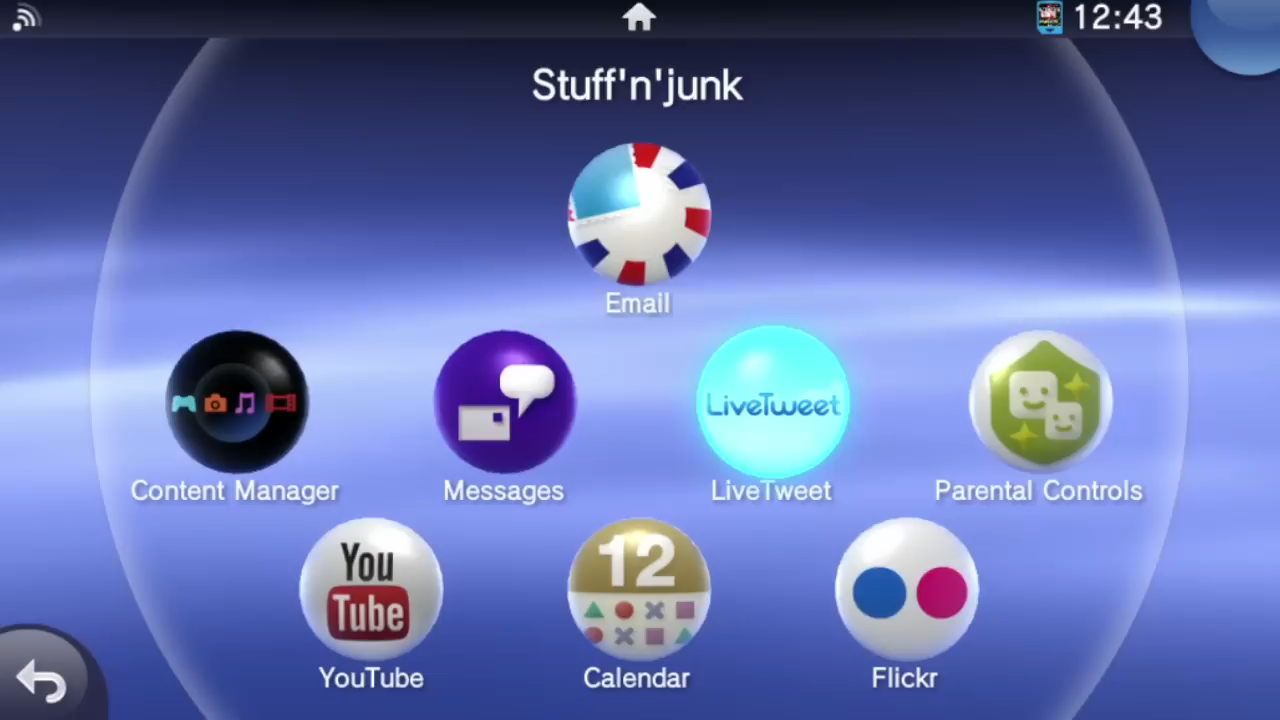 12:43
Stuff'n'junk
Email
LiveTweet
Content Manager
Messages
LiveTweet
Parental Controls
You
Tube
12
YouTube
Calendar
Flickr